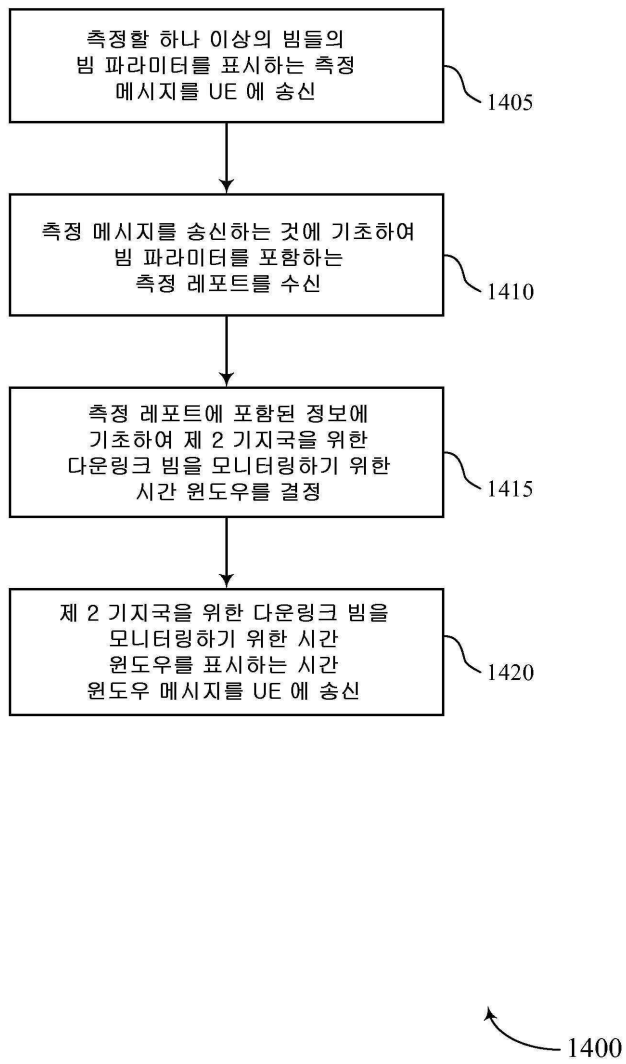 측정할 하나 이상의 빔들의
빔 파라미터를 표시하는 측정
메시지를 UE 에 송신
1405
측정 메시지를 송신하는 것에 기초하여
빔 파라미터를 포함하는
측정 레포트를 수신
1410
측정 레포트에 포함된 정보에
기초하여 제 2 기지국을 위한
다운링크 빔을 모니터링하기 위한
시간 윈도우를 결정
1415
제 2 기지국을 위한 다운링크 빔을
모니터링하기 위한 시간
윈도우를 표시하는 시간
윈도우 메시지를 UE 에 송신
1420
1400